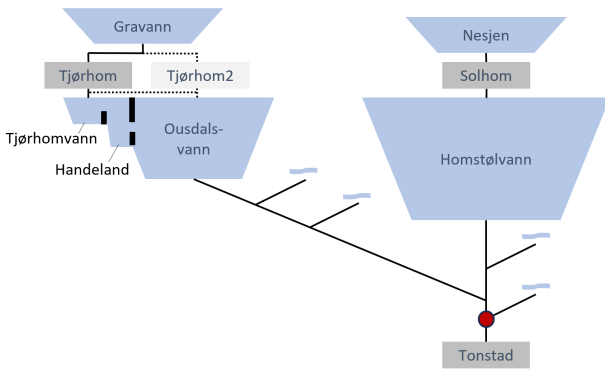 Gravann
Nesjen
Tjørhom
Tjørhom2
Solhom
Ousdals-
vann
Tjørhomvann
Handeland
Homstølvann
Tonstad